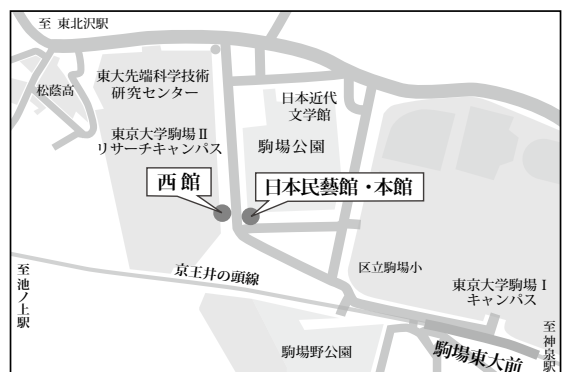 至 東北沢駅
松蔭高
東大先端科学技術
研究センター
日本近代
文学館
東京大学駒場Ⅱ
リサーチキャンパス
駒場公園
西館
日本民藝館・本館
至池ノ上駅
京王井の頭線
区立駒場小
東京大学駒場Ⅰ
キャンパス
駒場野公園
駒場東大前
至神泉駅